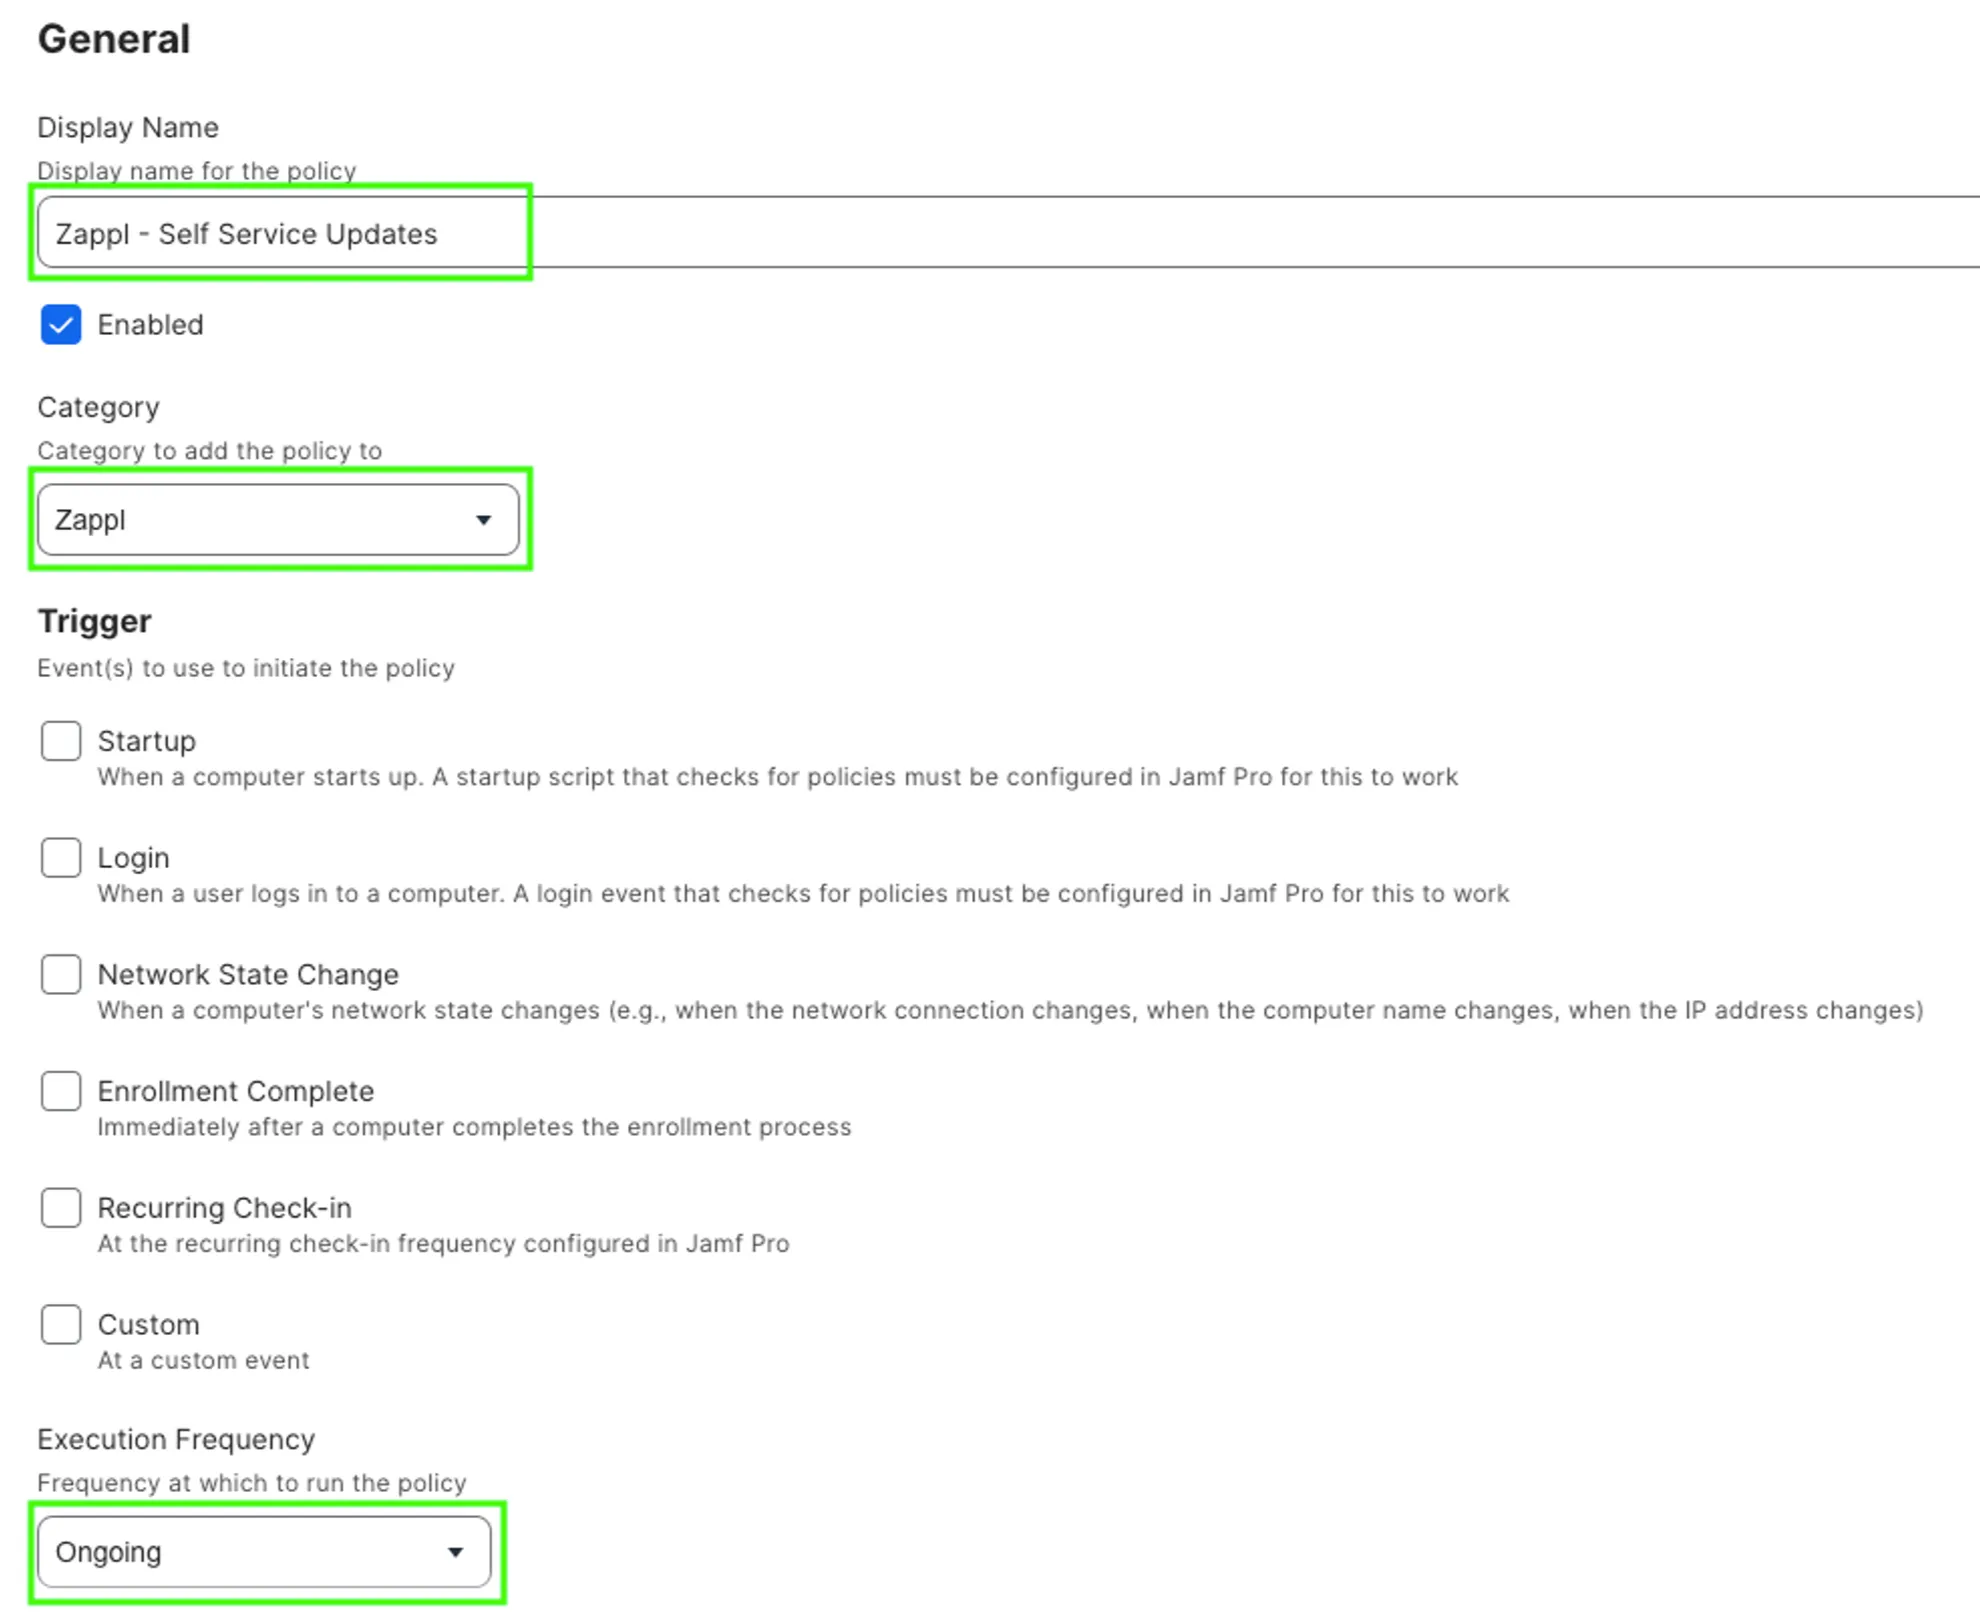 General
Display Name
Display name for the policy
Zappl - Self Service Updates
Enabled
Category
Category to add the policy to
Zappl
Trigger
Event(s) to use to initiate the policy
Startup
When a computer starts up. A startup script that checks for policies must be configured in Jamf Pro for this to work
Login
When a user logs in to a computer. A login event that checks for policies must be configured in Jamf Pro for this to work
Network State Change
When a computer's network state changes (e.g., when the network connection changes, when the computer name changes, when the IP address changes)
Enrollment Complete
Immediately after a computer completes the enrollment process
Recurring Check-in
At the recurring check-in frequency configured in Jamf Pro
Custom
At a custom event
Execution Frequency
Frequency at which to run the policy
Ongoing